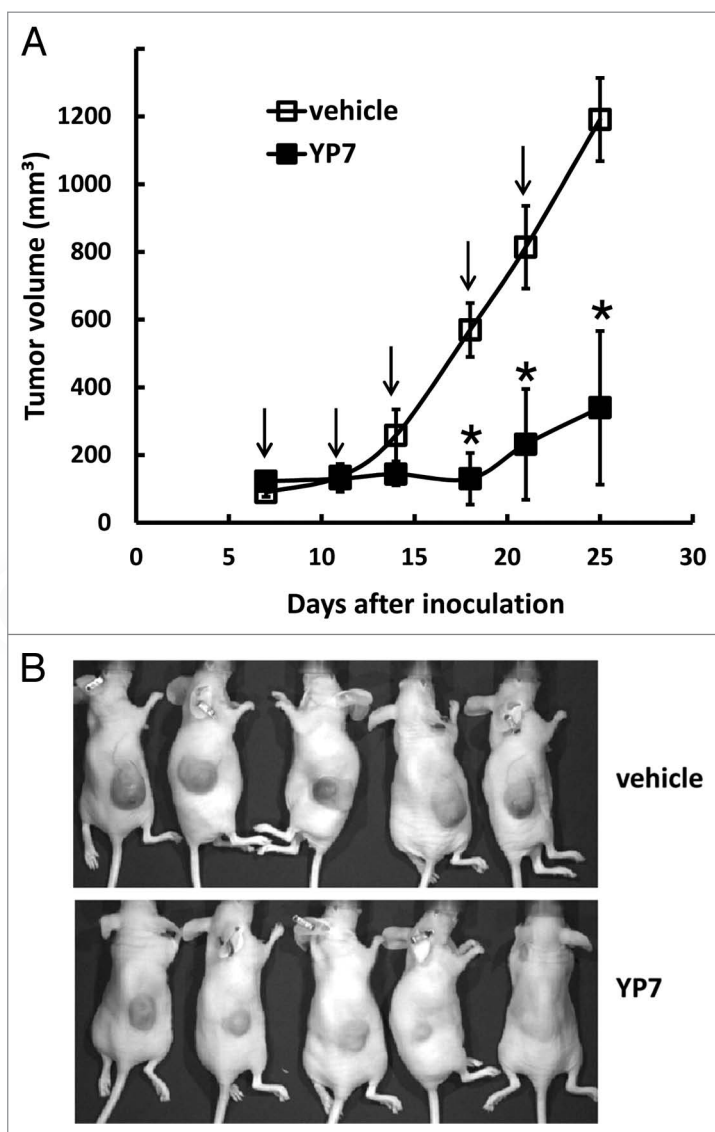 A
vehicle
YP7
Tumor volume (mm³)
1200
1000
800
600
400
200
0
* * *
0 5 10 15 20 25 30
Days after inoculation
B
vehicle
YP7